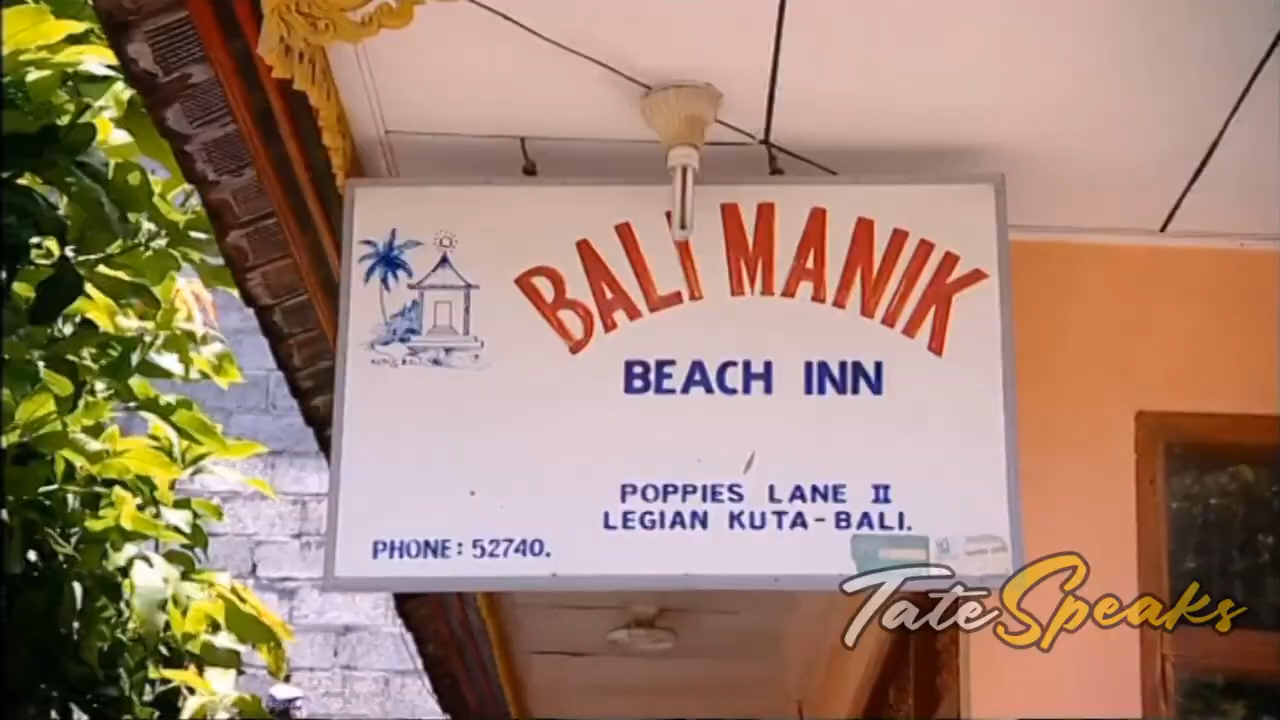 BALI MANIK
BEACH INN
POPPIES LANE II
LEGIAN KUTA-BALI.
PHONE: 52740.
TateSpeaks